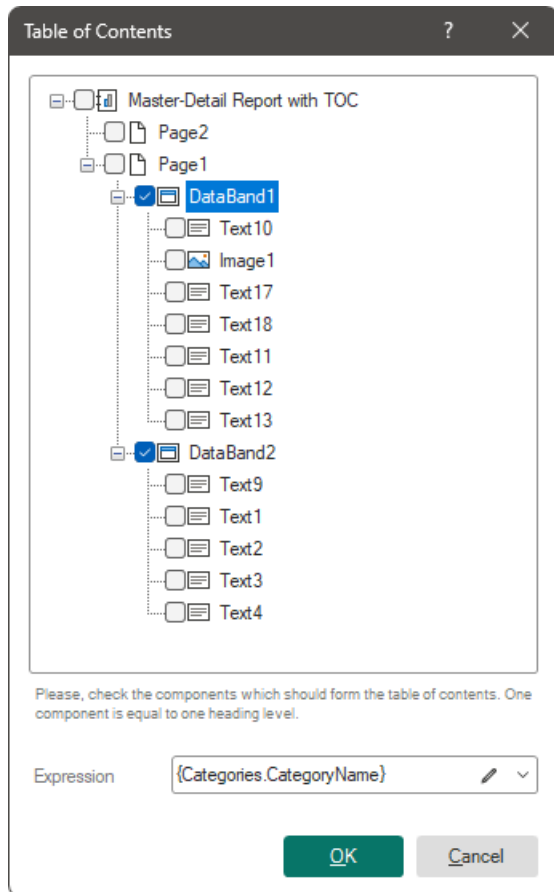 Table of Contents ?
Master-Detail Report with TOC
Page2
Page1
DataBand1
Text10
Image1
Text17
Text18
Text11
Text12
Text13
DataBand2
Text9
Text1
Text2
Text3
Text4
Please, check the components which should form the table of contents. One
component is equal to one heading level.
Expression {Categories.CategoryName}
OK Cancel